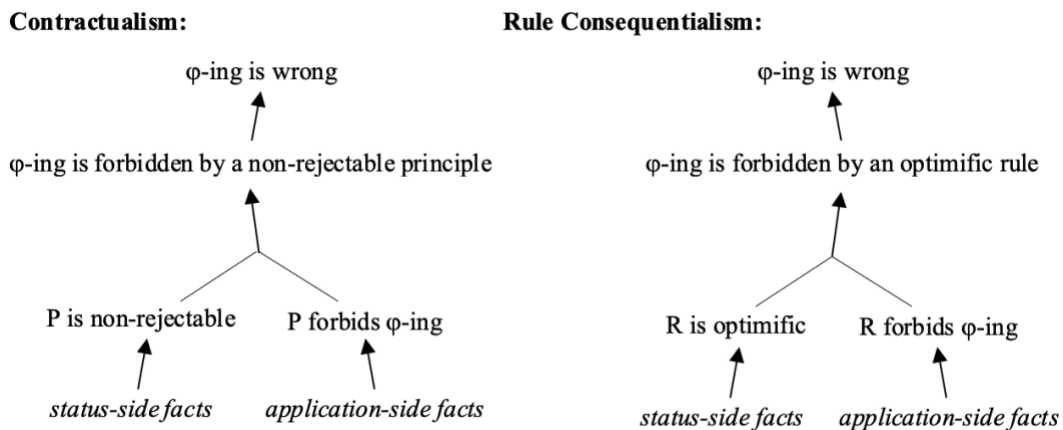 Contractualism:
φ-ing is wrong
φ-ing is forbidden by a non-rejectable principle
P is non-rejectable P forbids φ-ing
status-side facts application-side facts
Rule Consequentialism:
φ-ing is wrong
φ-ing is forbidden by an optimific rule
R is optimific R forbids φ-ing
status-side facts application-side facts